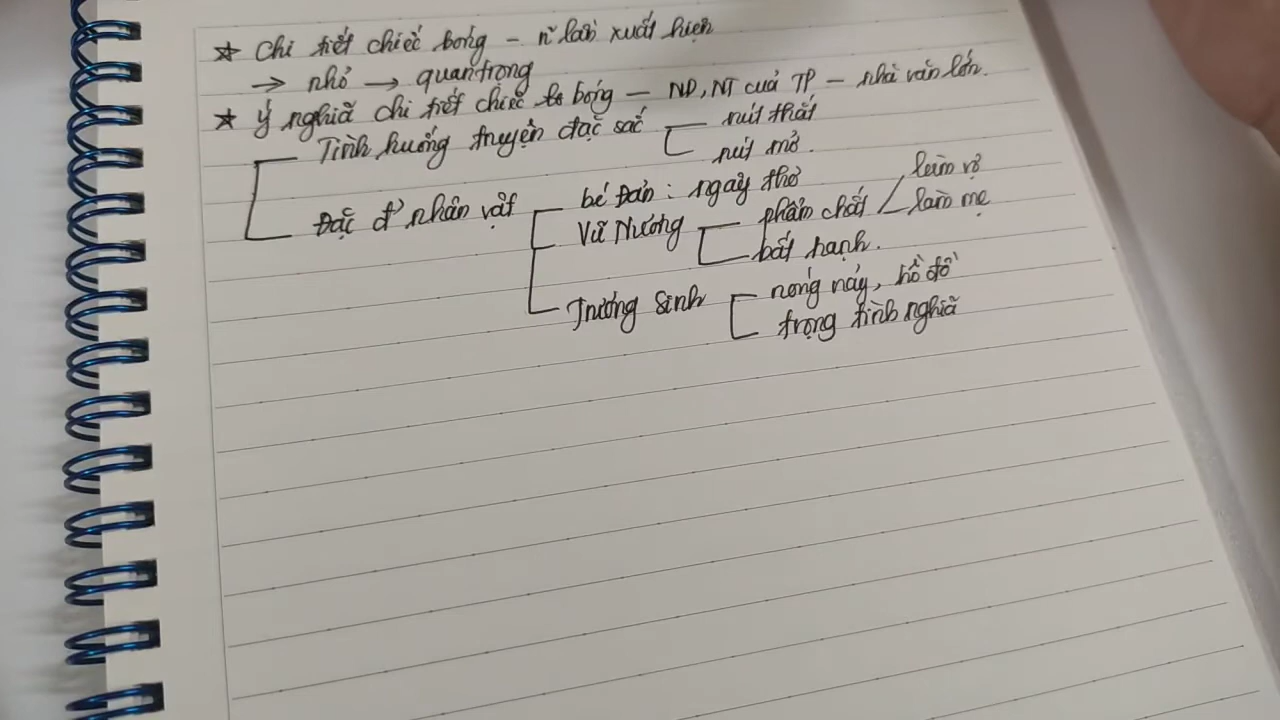 ★ Chi tiết chiếc bóng – n̄ lần xuất hiện
→ nhỏ → quan trọng
★ Ý nghĩa chi tiết chiếc bóng – ND, NT của TP – nhà văn lớn.
Tình huống truyện đặc sắc
nút thắt
nút mở.
Đặc đ' nhân vật
bé Đản : ngây thơ
Vũ Nương
phẩm chất
làm vợ
làm mẹ
bất hạnh.
Trương Sinh
nóng nảy, hồ đồ
trọng tình nghĩa